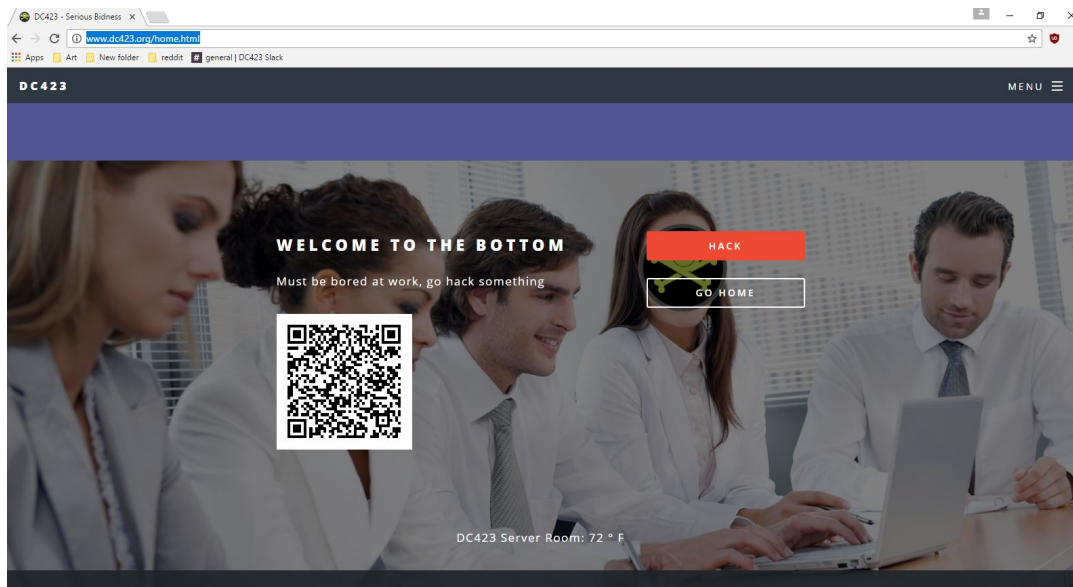 DC423 - Serious Bidness
www.dc423.org/home.html
Apps Art New folder reddit # general | DC423 Slack
DC423 MENU
WELCOME TO THE BOTTOM
Must be bored at work, go hack something
HACK
GO HOME
DC423 Server Room: 72 ° F